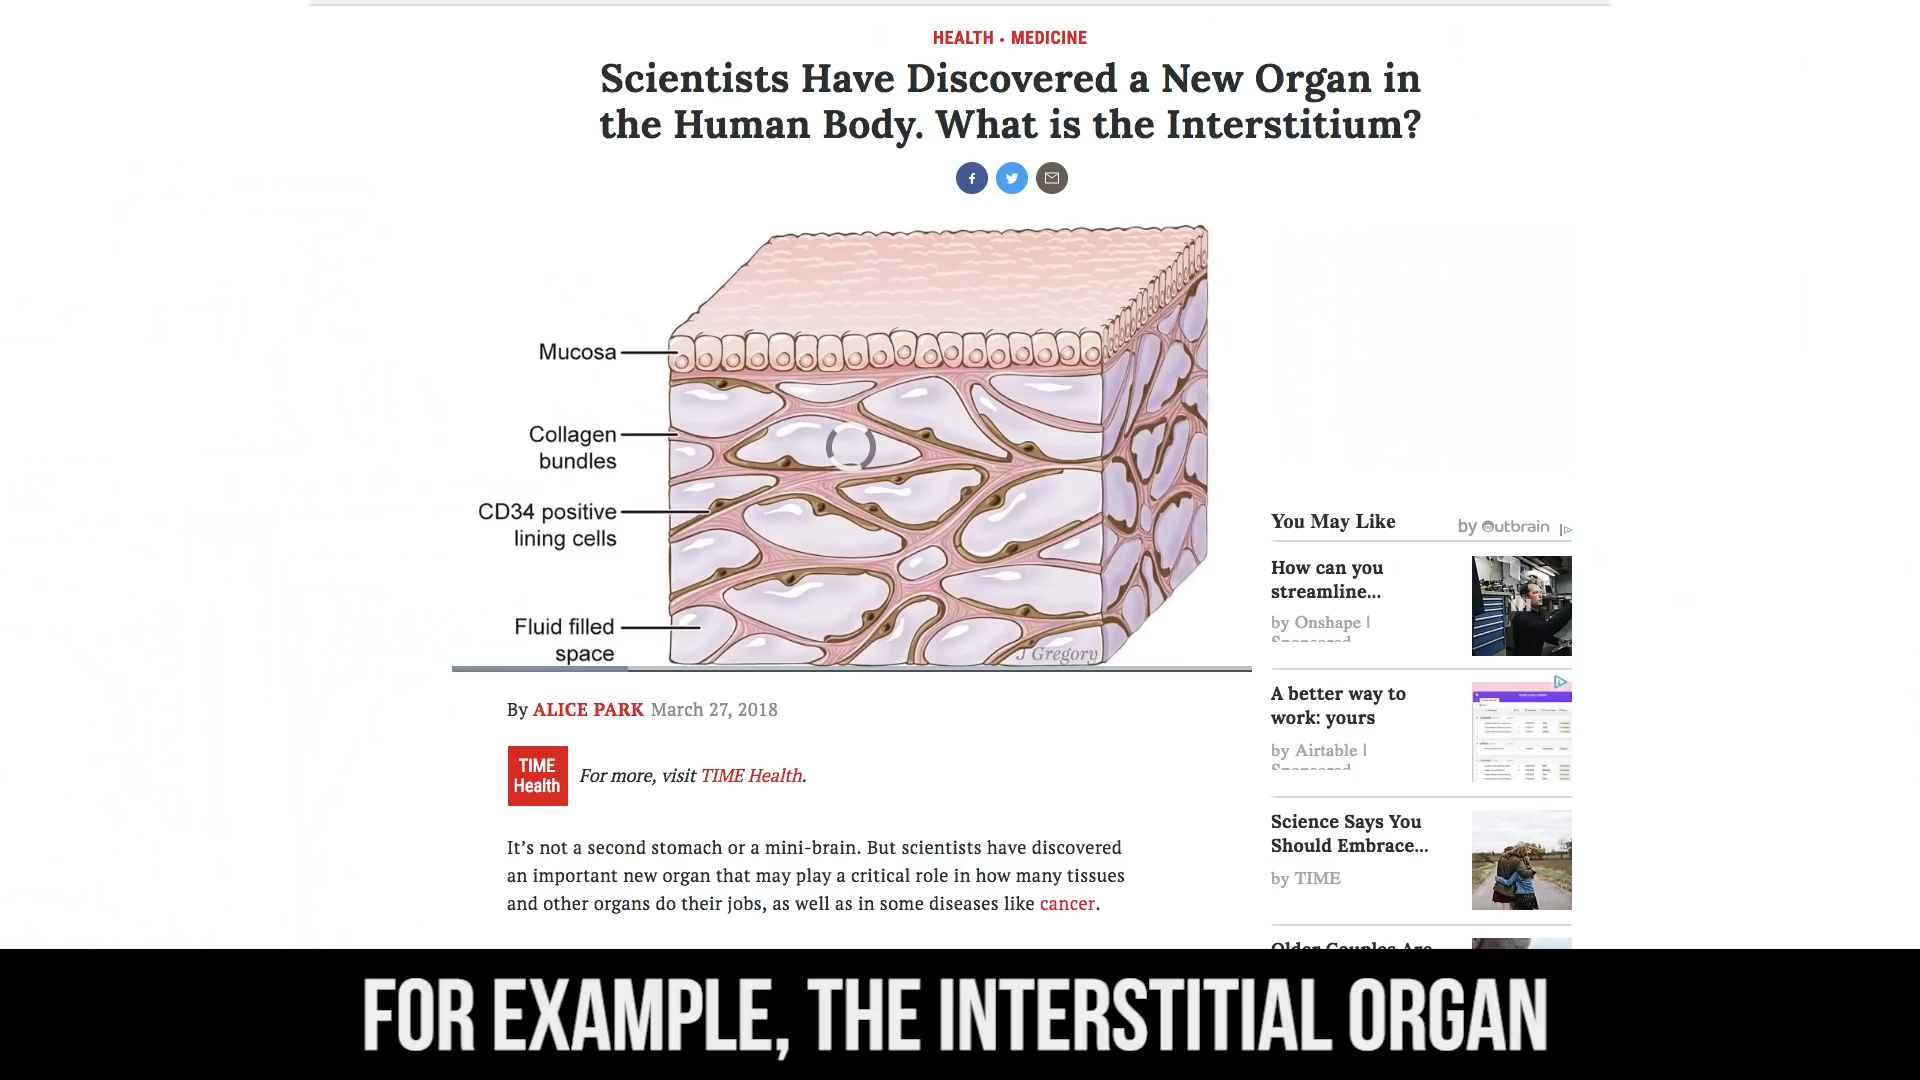 HEALTH • MEDICINE
Scientists Have Discovered a New Organ in
the Human Body. What is the Interstitium?
Mucosa
Collagen
bundles
CD34 positive
lining cells
Fluid filled
space
J Gregory
By ALICE PARK March 27, 2018
TIME
Health
For more, visit TIME Health.
It’s not a second stomach or a mini-brain. But scientists have discovered
an important new organ that may play a critical role in how many tissues
and other organs do their jobs, as well as in some diseases like cancer.
You May Like
by Outbrain
How can you
streamline...
by Onshape |
Sponsored
A better way to
work: yours
by Airtable |
Sponsored
Science Says You
Should Embrace...
by TIME
Older Couples Are
FOR EXAMPLE, THE INTERSTITIAL ORGAN